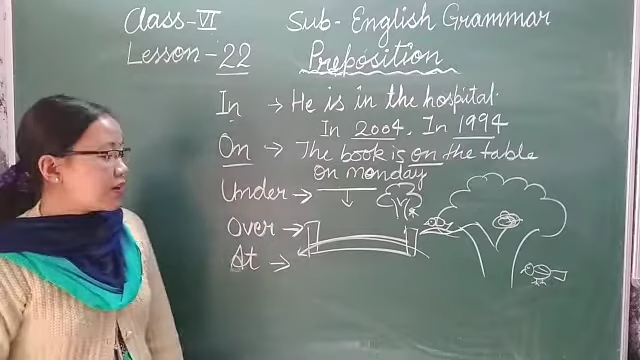 Class-VI Sub- English Grammar
Lesson-22 Preposition
In → He is in the hospital.
In 2004, In 1994
On → The book is on the table
on monday
Under →
Over →
At →